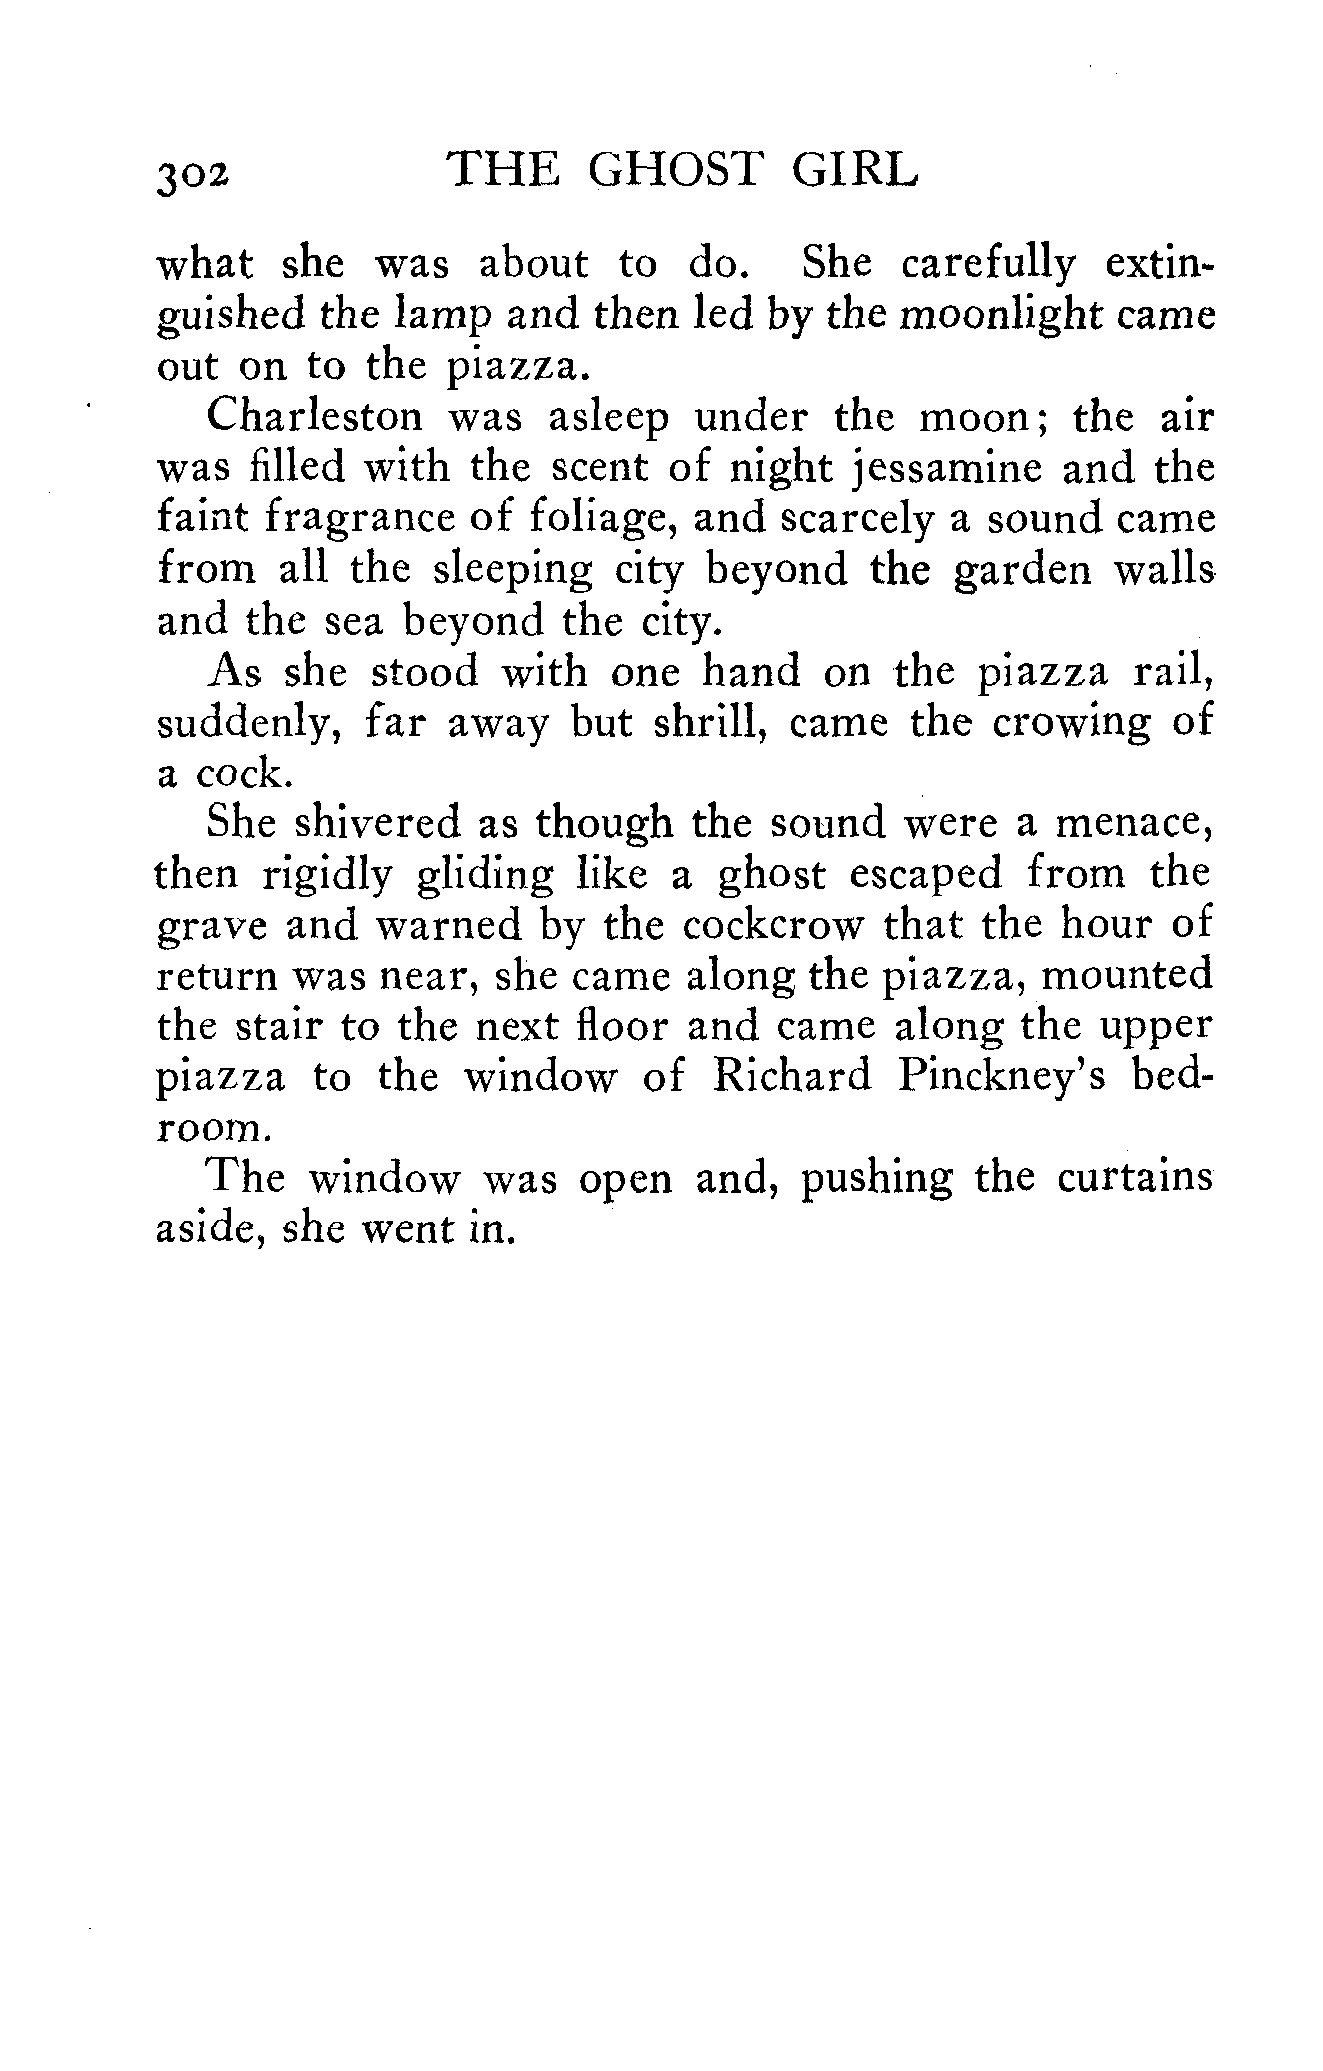 302 THE GHOST GIRL
what she was about to do. She carefully extin-
guished the lamp and then led by the moonlight came
out on to the piazza.
Charleston was asleep under the moon; the air
was filled with the scent of night jessamine and the
faint fragrance of foliage, and scarcely a sound came
from all the sleeping city beyond the garden walls
and the sea beyond the city.
As she stood with one hand on the piazza rail,
suddenly, far away but shrill, came the crowing of
a cock.
She shivered as though the sound were a menace,
then rigidly gliding like a ghost escaped from the
grave and warned by the cockcrow that the hour of
return was near, she came along the piazza, mounted
the stair to the next floor and came along the upper
piazza to the window of Richard Pinckney's bed-
room.
The window was open and, pushing the curtains
aside, she went in.